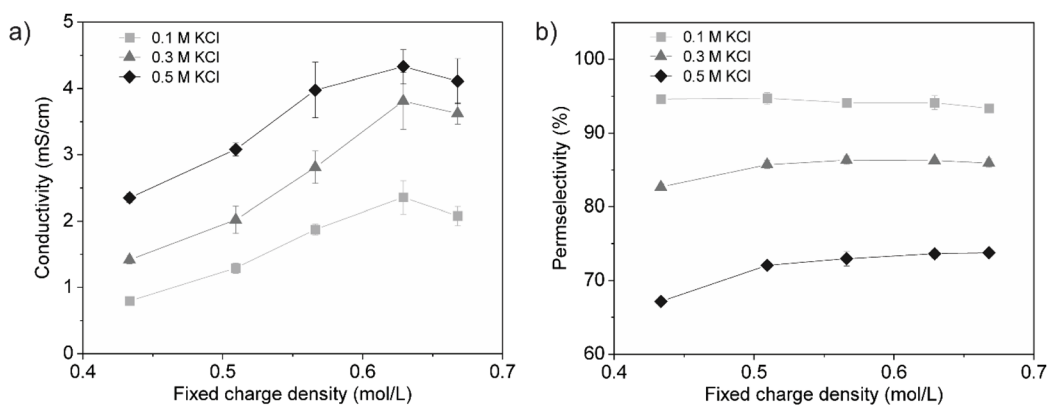 a)
0.1 M KCl
0.3 M KCl
0.5 M KCl
Conductivity (mS/cm)
5
4
3
2
1
0
0.4
0.5
0.6
0.7
Fixed charge density (mol/L)
b)
0.1 M KCl
0.3 M KCl
0.5 M KCl
Permselectivity (%)
100
90
80
70
60
0.4
0.5
0.6
0.7
Fixed charge density (mol/L)